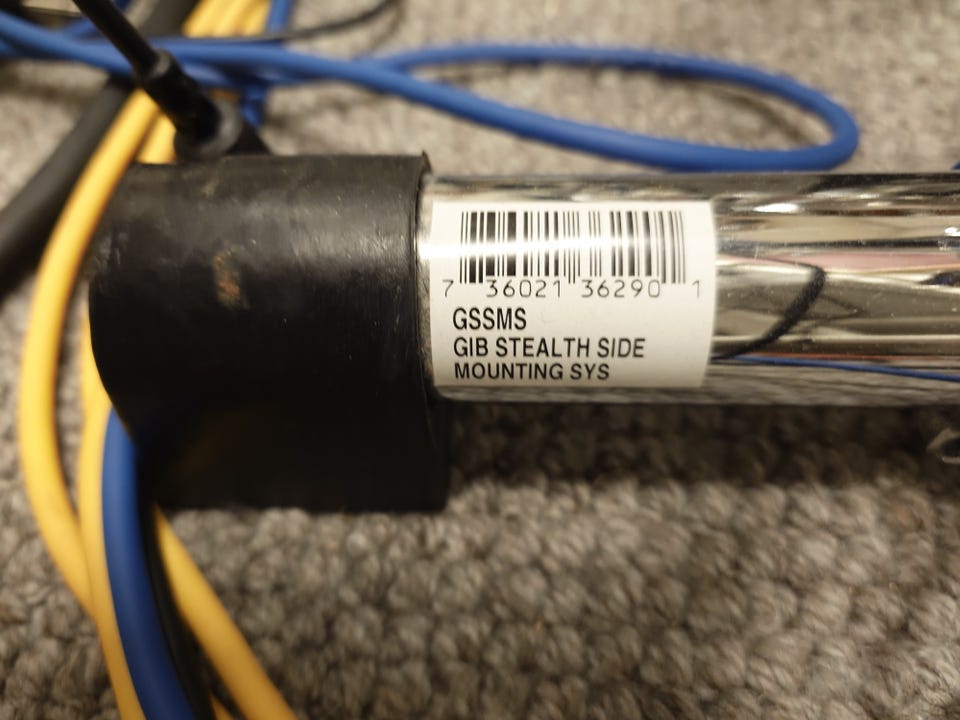 7 36021 36290 1
GSSMS
GIB STEALTH SIDE
MOUNTING SYS